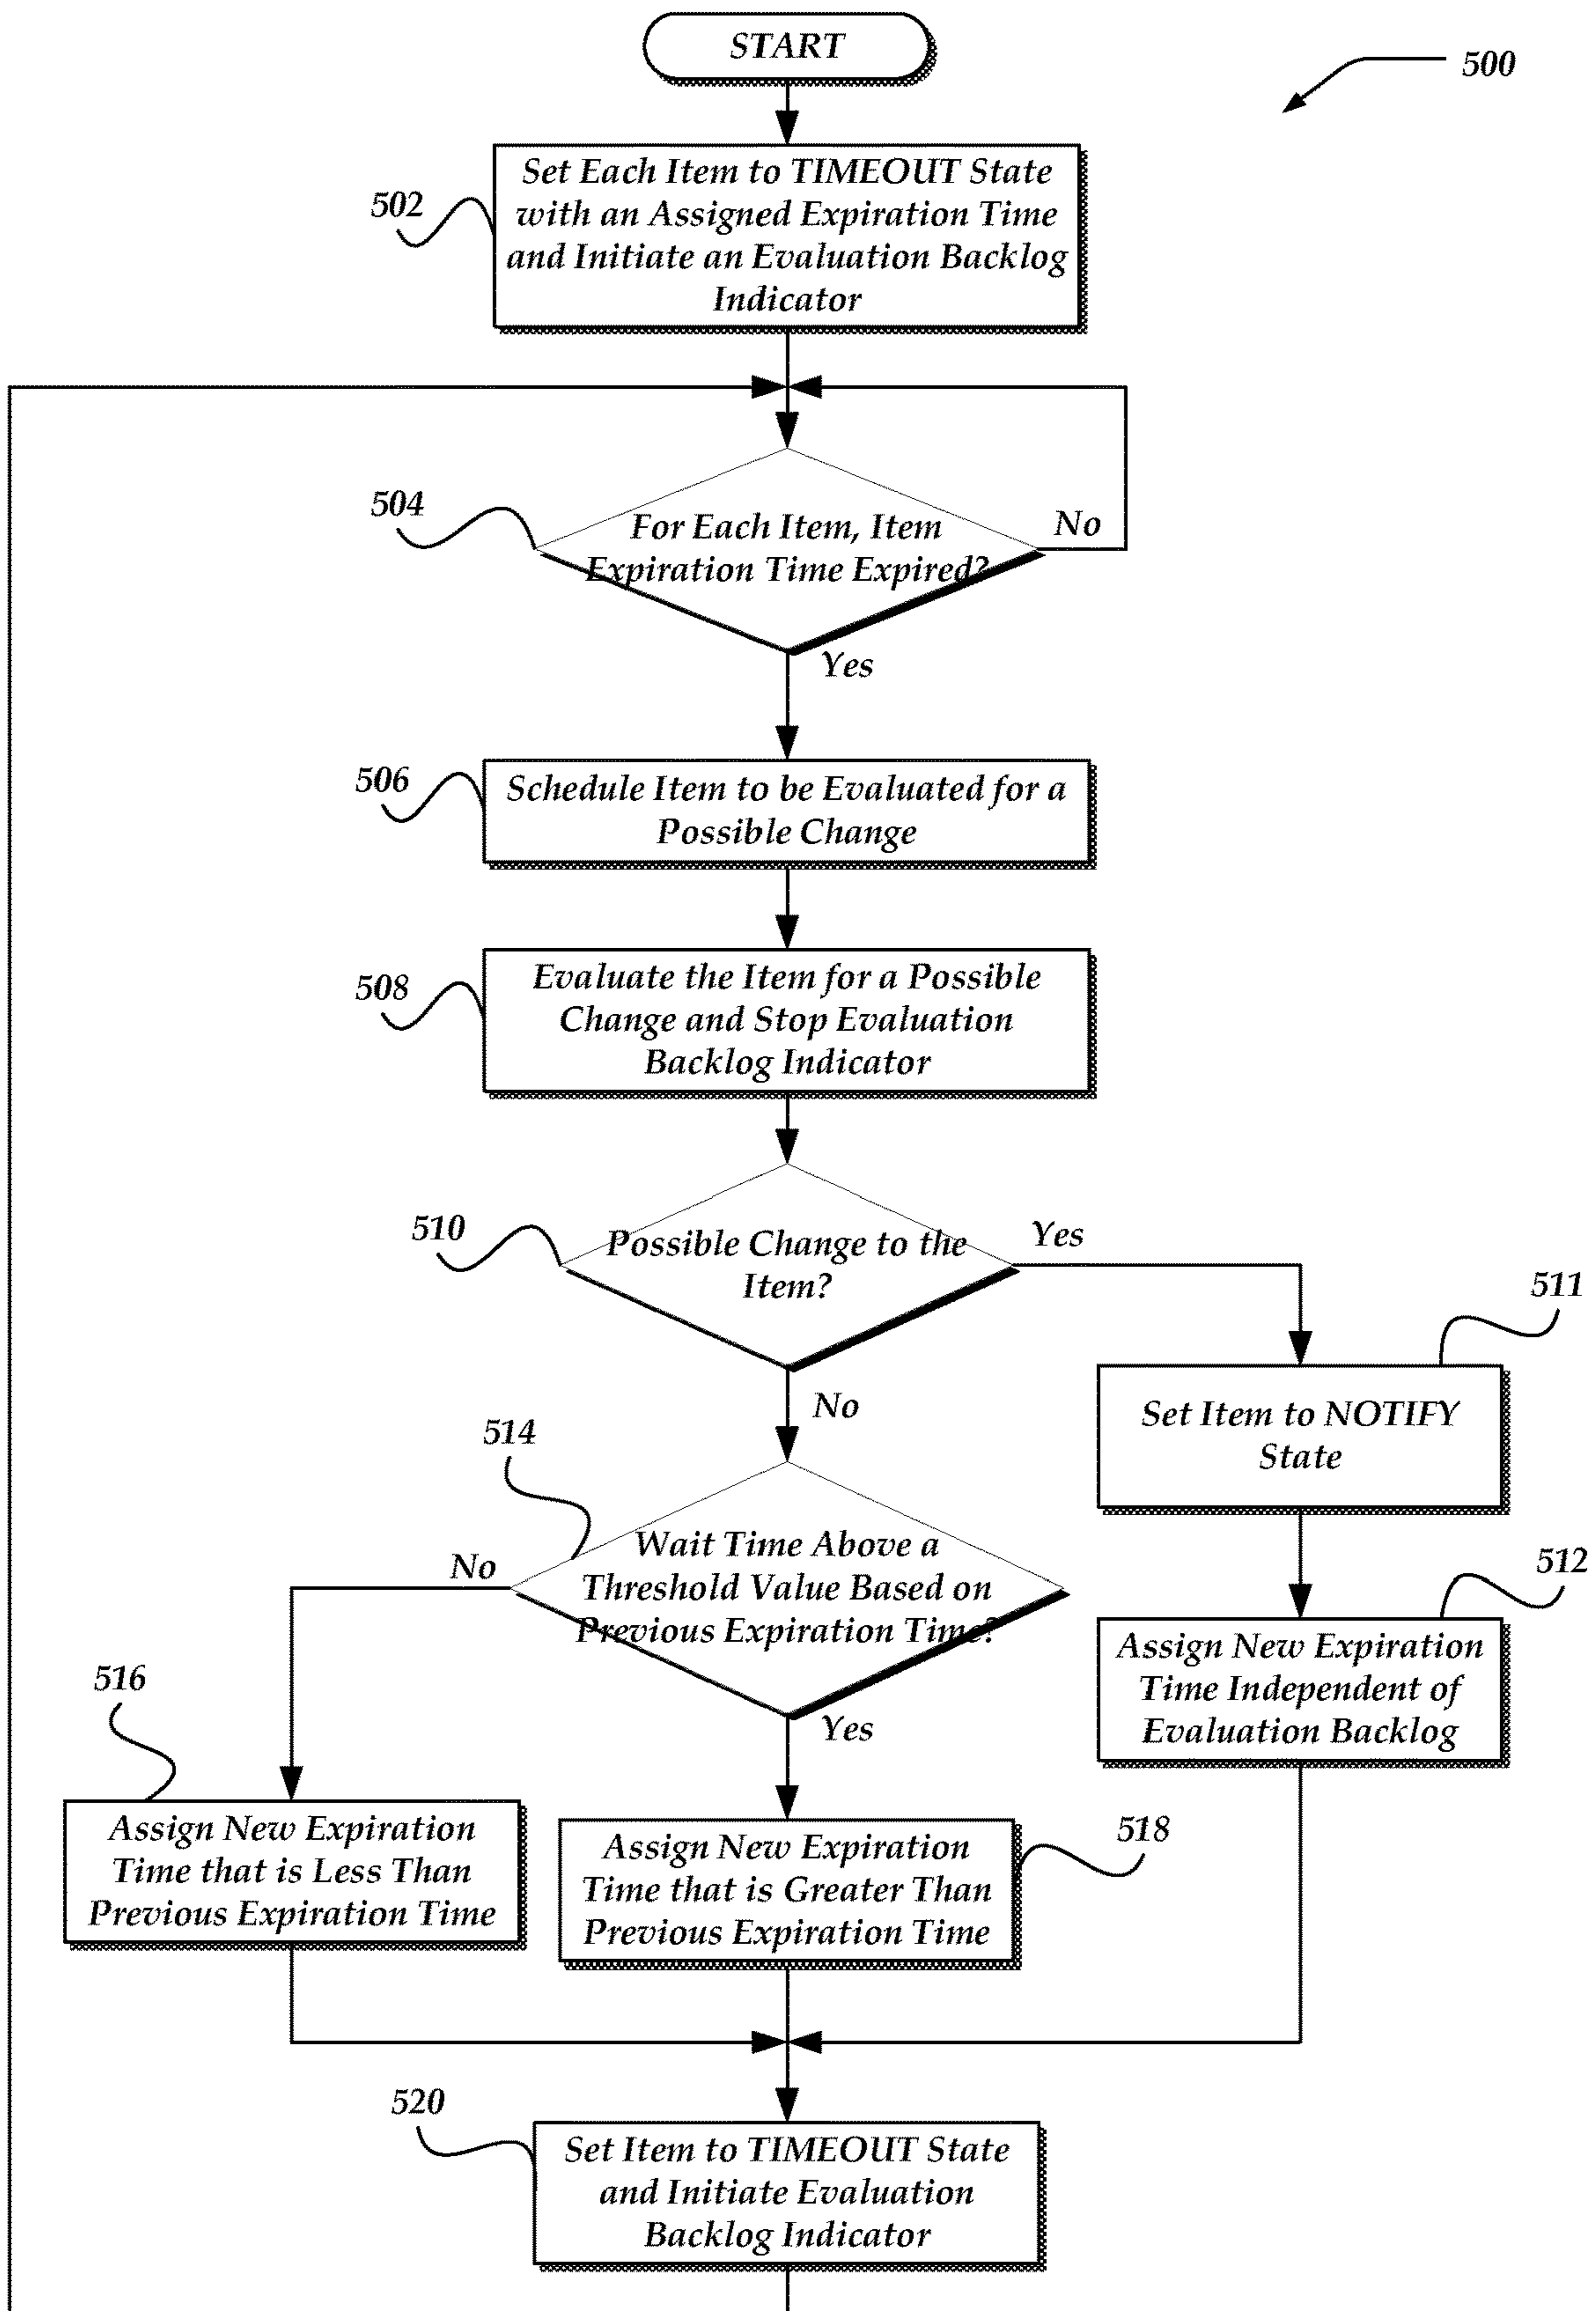 START
500
502
Set Each Item to TIMEOUT State
with an Assigned Expiration Time
and Initiate an Evaluation Backlog
Indicator
504
For Each Item, Item
Expiration Time Expired?
No
Yes
506
Schedule Item to be Evaluated for a
Possible Change
508
Evaluate the Item for a Possible
Change and Stop Evaluation
Backlog Indicator
510
Possible Change to the
Item?
Yes
No
511
Set Item to NOTIFY
State
512
Assign New Expiration
Time Independent of
Evaluation Backlog
514
Wait Time Above a
Threshold Value Based on
Previous Expiration Time?
No
Yes
516
Assign New Expiration
Time that is Less Than
Previous Expiration Time
518
Assign New Expiration
Time that is Greater Than
Previous Expiration Time
520
Set Item to TIMEOUT State
and Initiate Evaluation
Backlog Indicator